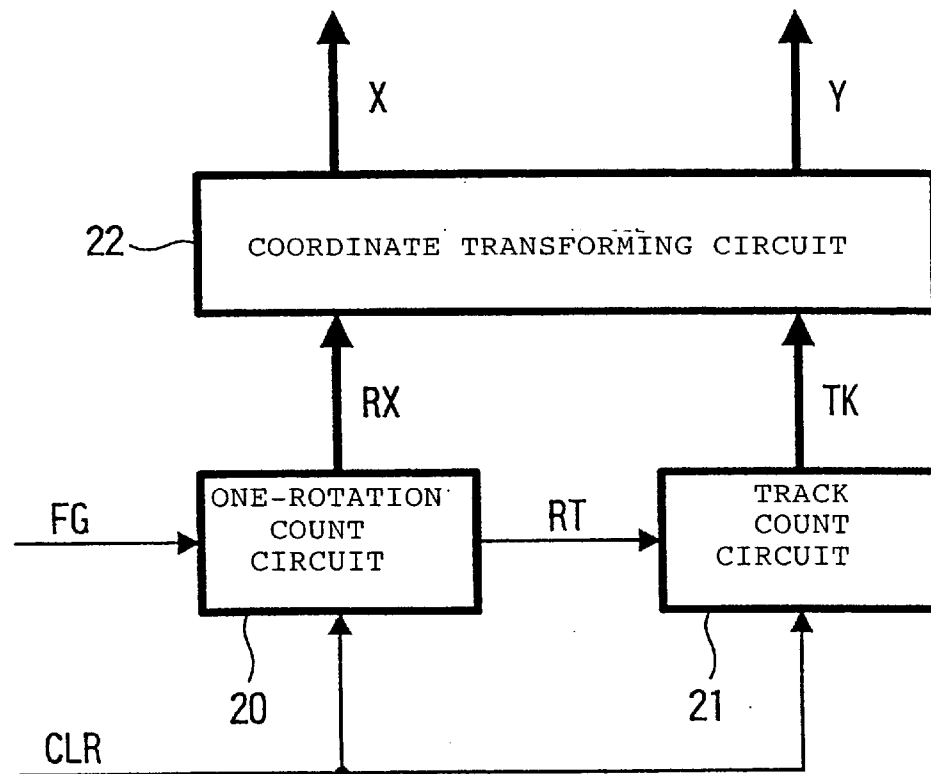 X
Y
22
COORDINATE TRANSFORMING CIRCUIT
RX
TK
FG
ONE-ROTATION
COUNT
CIRCUIT
RT
TRACK
COUNT
CIRCUIT
20
21
CLR